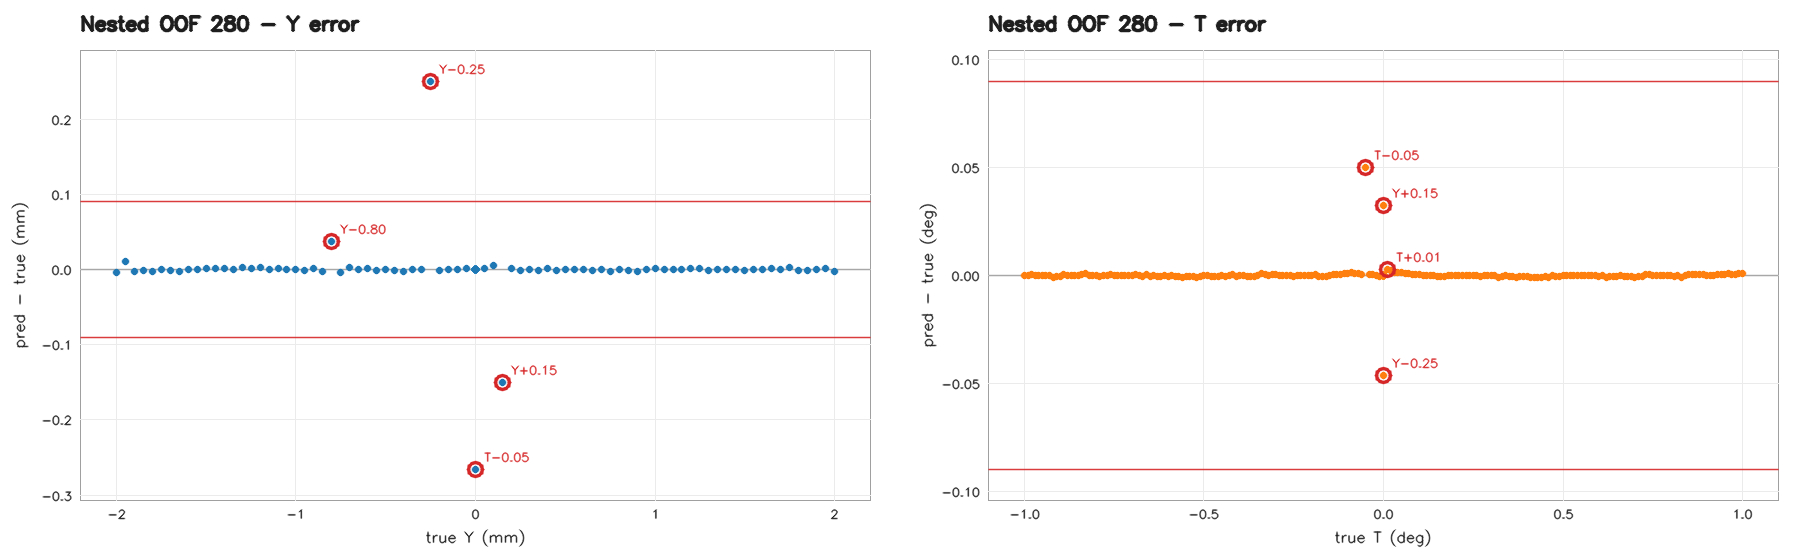 Nested OOF 280 − Y error
Y−0.25
0.2
0.1
Y−0.80
0.0
−0.1
Y+0.15
−0.2
T−0.05
−0.3
−2
−1
0
1
2
true Y (mm)
pred − true (mm)
Nested OOF 280 − T error
0.10
0.05
T−0.05
Y+0.15
T+0.01
0.00
Y−0.25
−0.05
−0.10
−1.0
−0.5
0.0
0.5
1.0
true T (deg)
pred − true (deg)